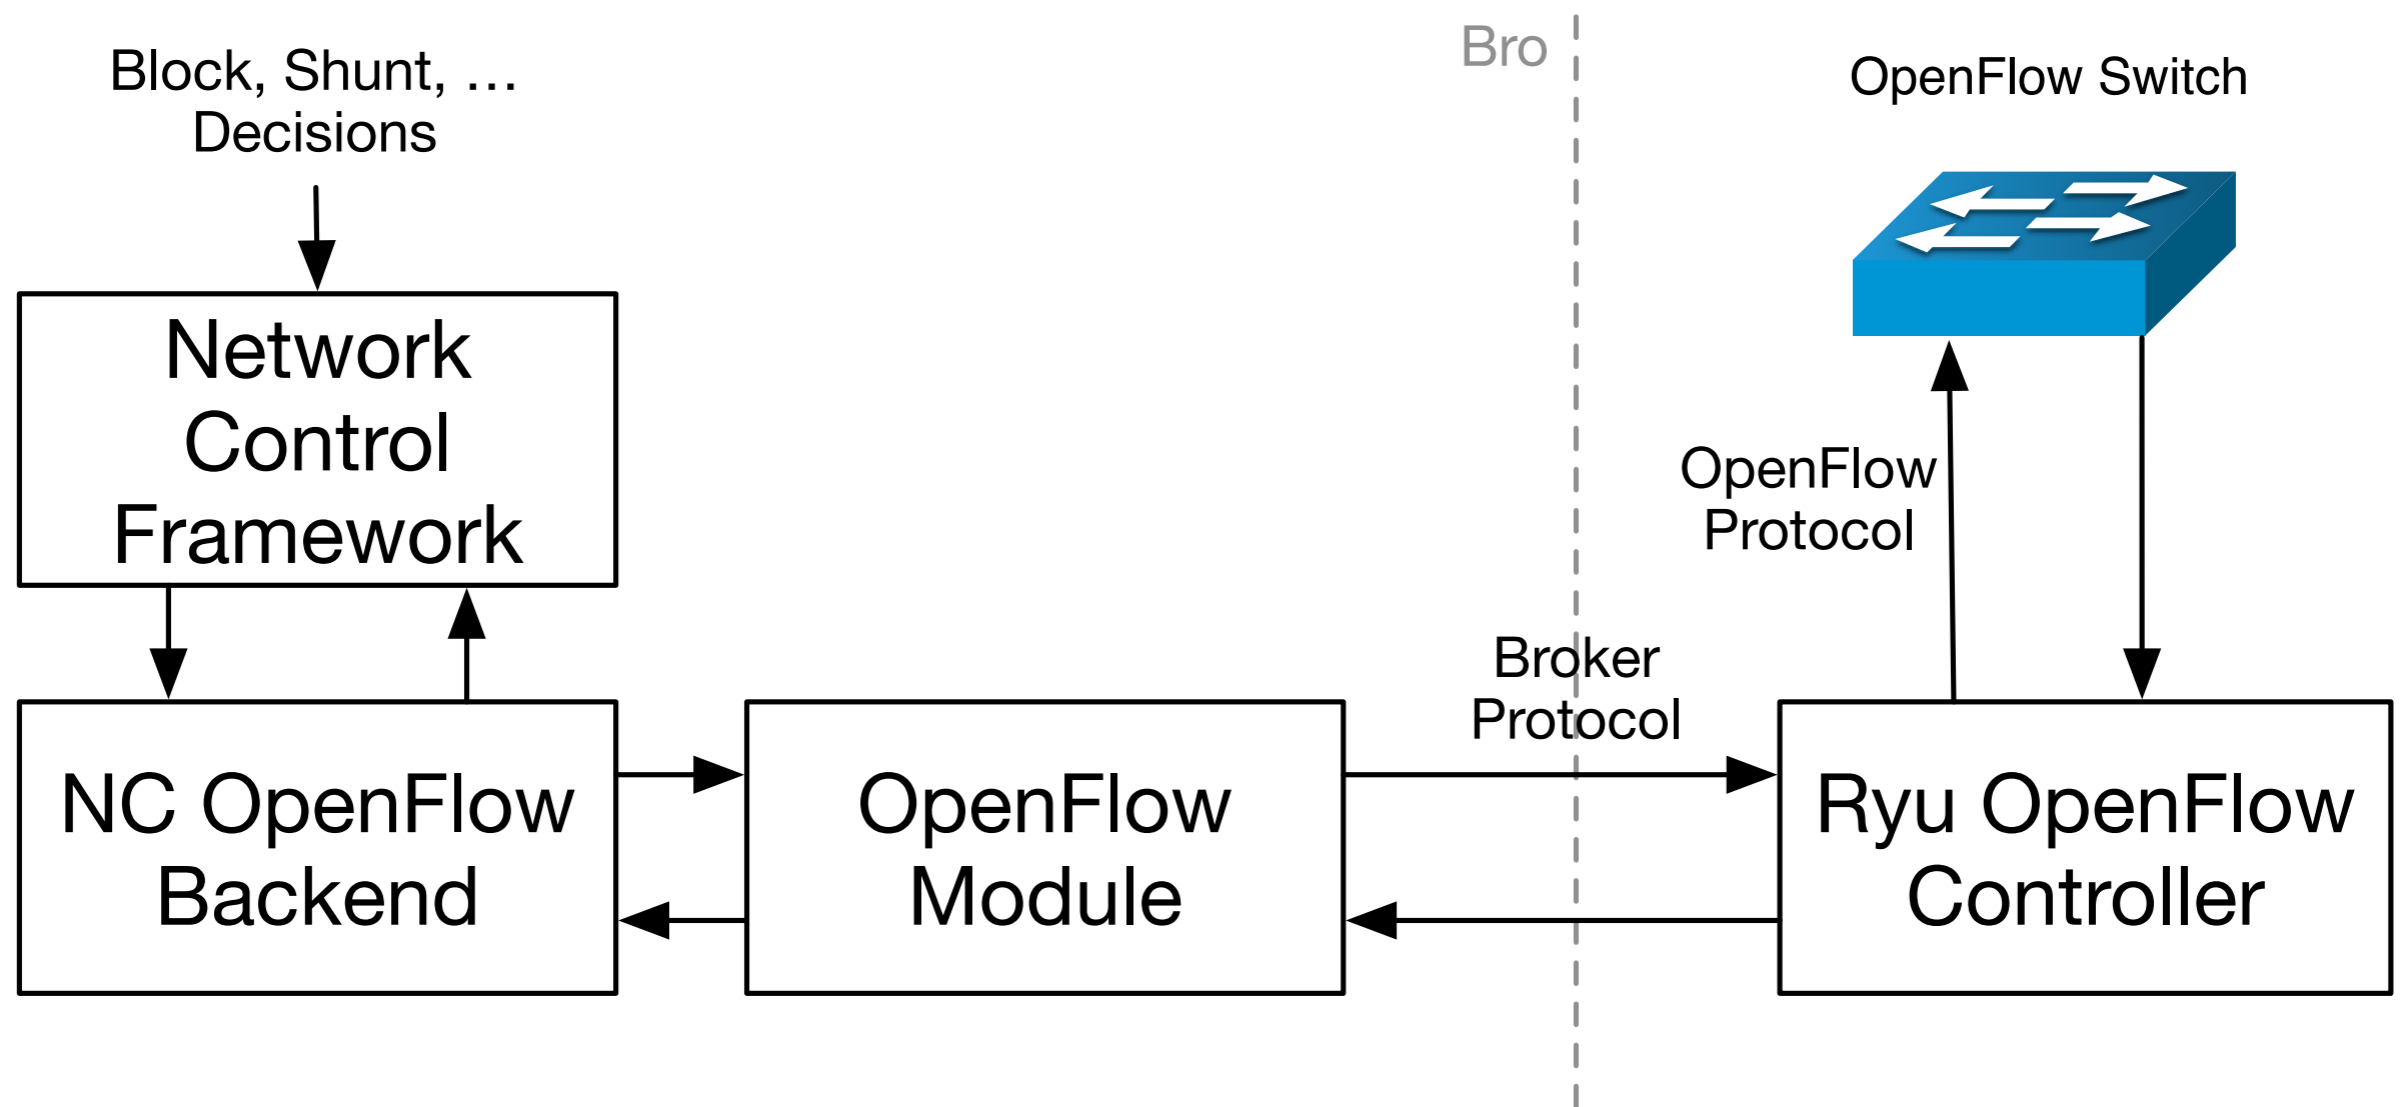 Block, Shunt, ...
Decisions
Bro
OpenFlow Switch
Network
Control
Framework
OpenFlow
Protocol
Broker
Protocol
NC OpenFlow
Backend
OpenFlow
Module
Ryu OpenFlow
Controller